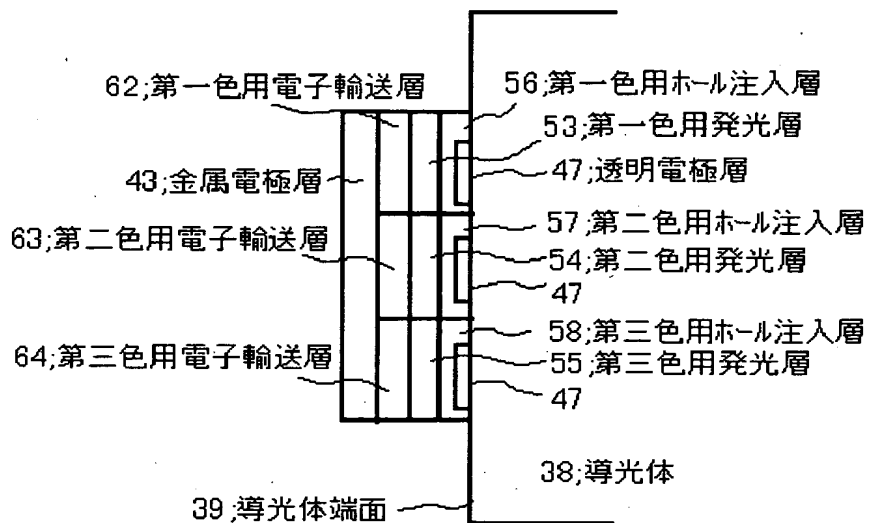 62;第一色用電子輸送層
56;第一色用ホール注入層
53;第一色用発光層
43;金属電極層
47;透明電極層
57;第二色用ホール注入層
63;第二色用電子輸送層
54;第二色用発光層
47
58;第三色用ホール注入層
64;第三色用電子輸送層
55;第三色用発光層
47
38;導光体
39;導光体端面